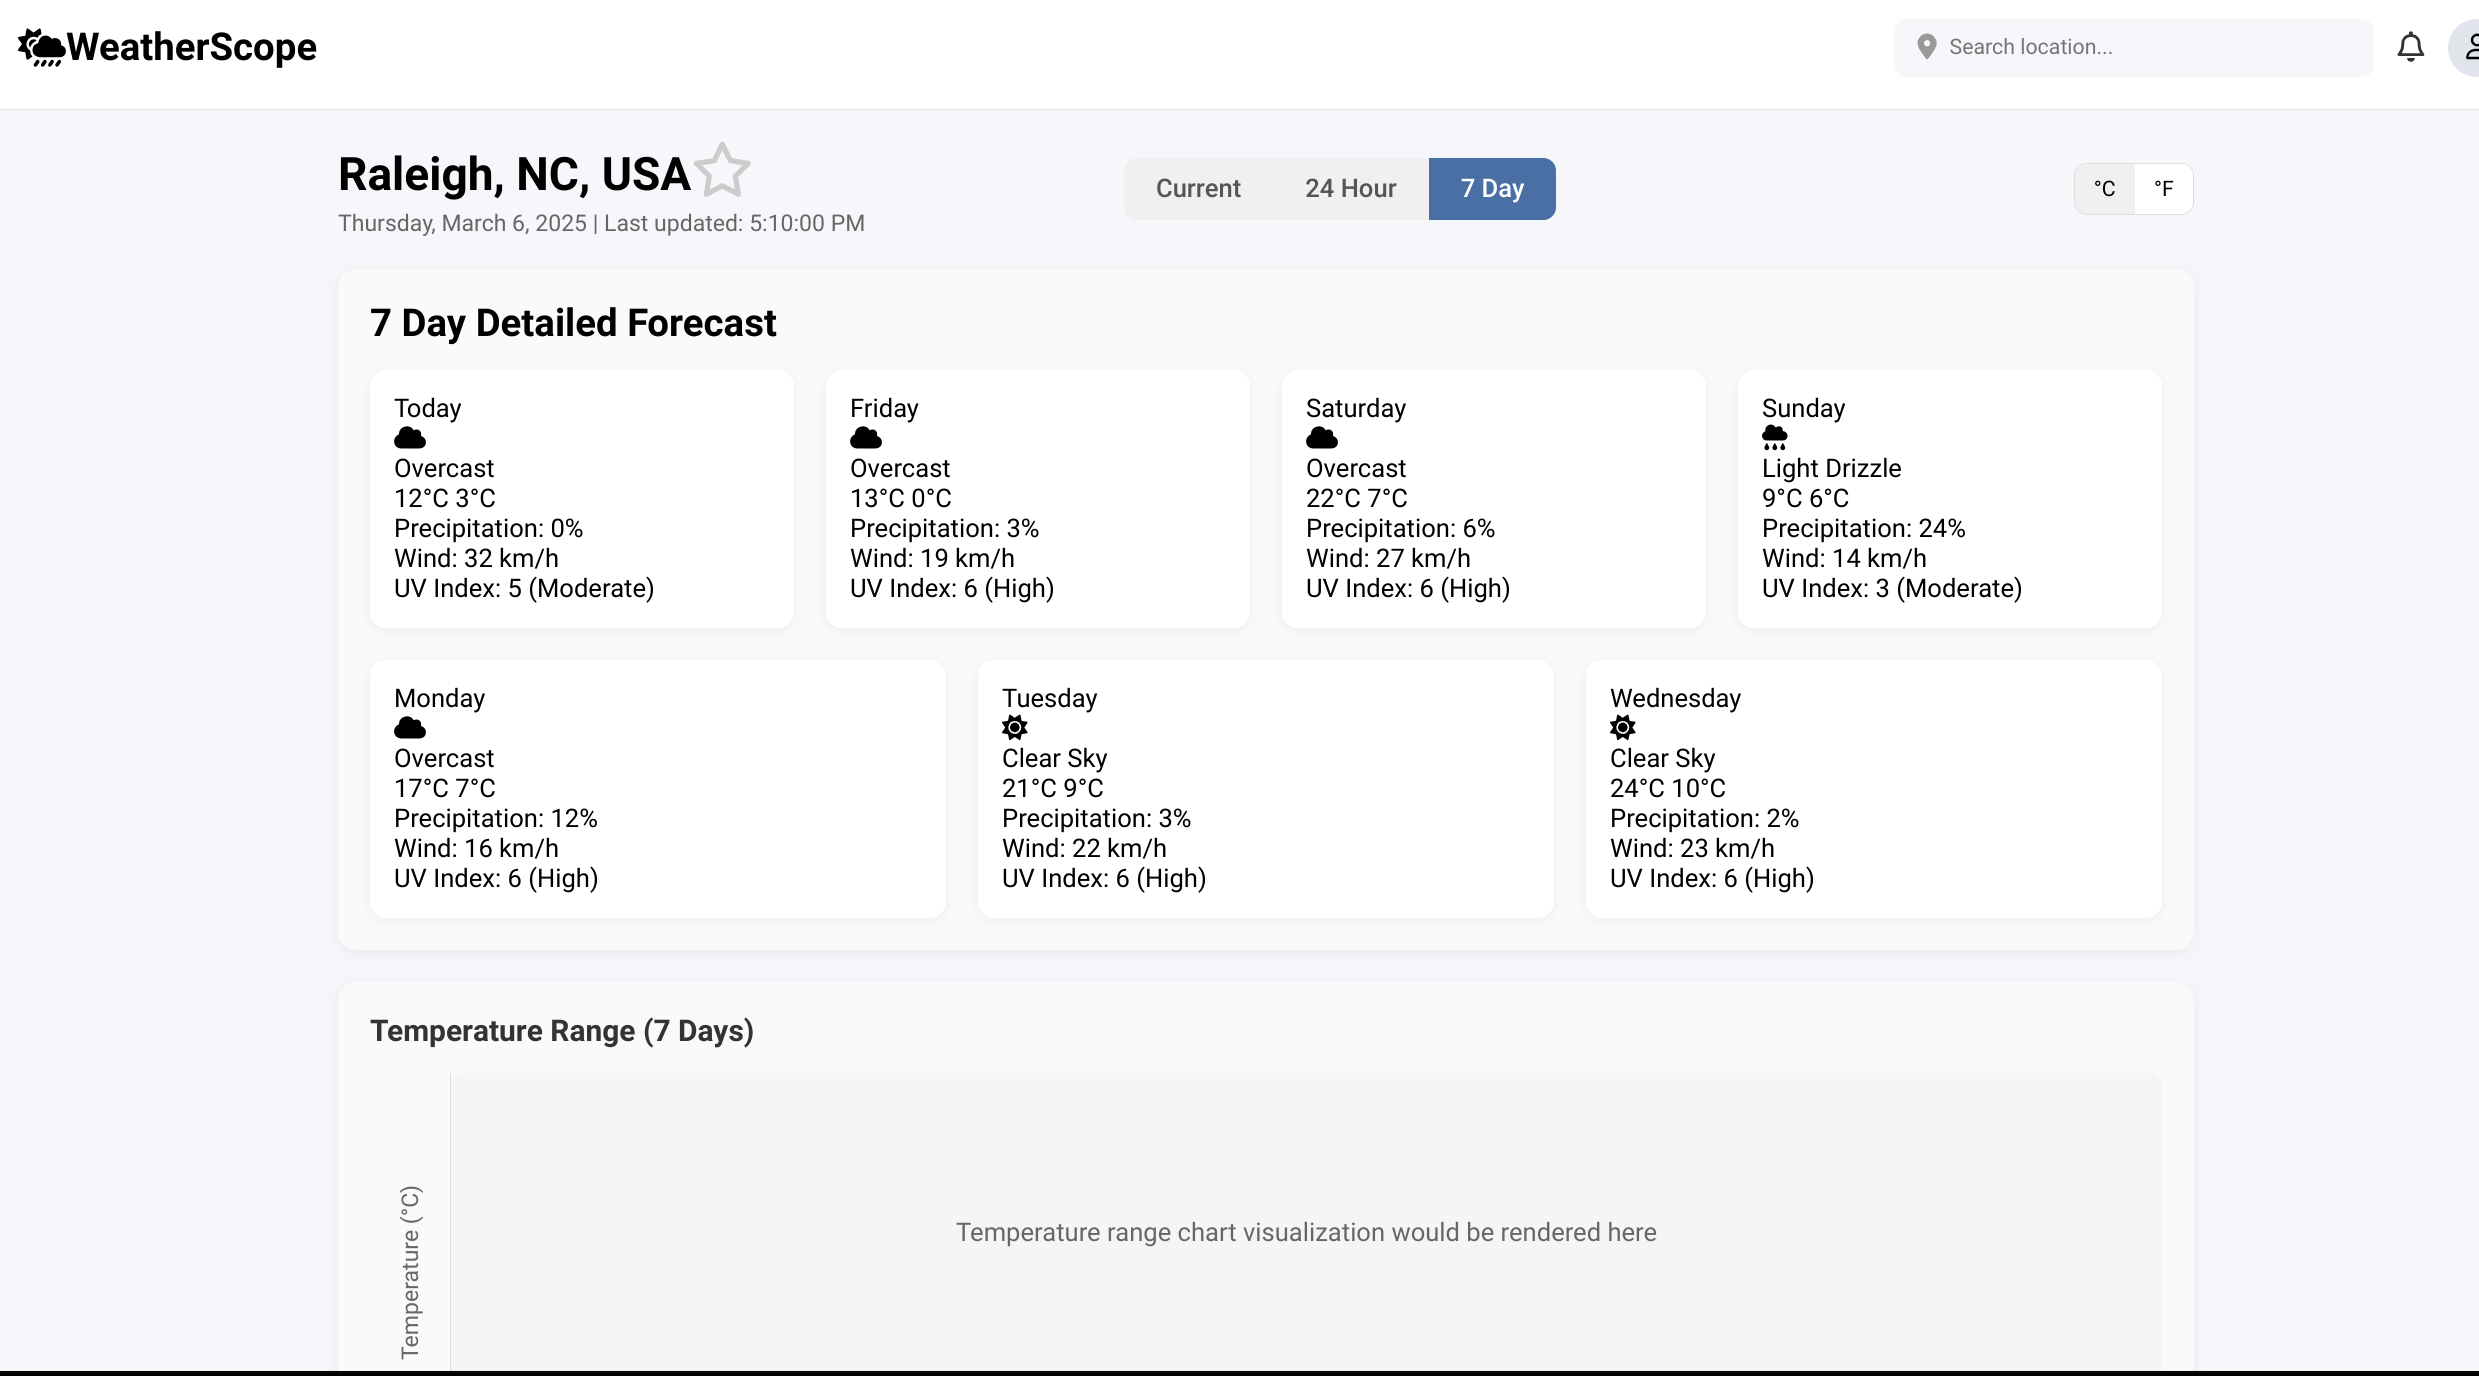 WeatherScope
Search location...
Raleigh, NC, USA
Thursday, March 6, 2025 | Last updated: 5:10:00 PM
Current
24 Hour
7 Day
°C
°F
7 Day Detailed Forecast
Today
Overcast
12°C 3°C
Precipitation: 0%
Wind: 32 km/h
UV Index: 5 (Moderate)
Friday
Overcast
13°C 0°C
Precipitation: 3%
Wind: 19 km/h
UV Index: 6 (High)
Saturday
Overcast
22°C 7°C
Precipitation: 6%
Wind: 27 km/h
UV Index: 6 (High)
Sunday
Light Drizzle
9°C 6°C
Precipitation: 24%
Wind: 14 km/h
UV Index: 3 (Moderate)
Monday
Overcast
17°C 7°C
Precipitation: 12%
Wind: 16 km/h
UV Index: 6 (High)
Tuesday
Clear Sky
21°C 9°C
Precipitation: 3%
Wind: 22 km/h
UV Index: 6 (High)
Wednesday
Clear Sky
24°C 10°C
Precipitation: 2%
Wind: 23 km/h
UV Index: 6 (High)
Temperature Range (7 Days)
Temperature (°C)
Temperature range chart visualization would be rendered here